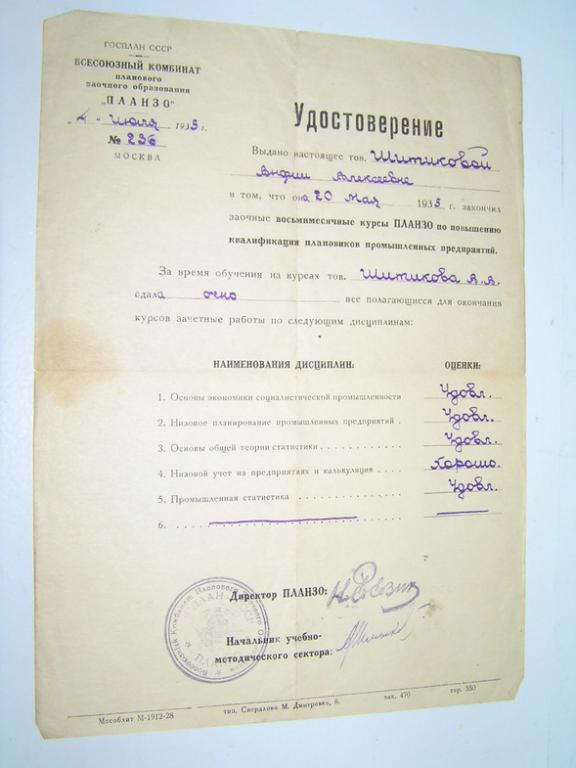 ГОСПЛАН СССР
ВСЕСОЮЗНЫЙ КОМБИНАТ
планового
заочного образования
„ПЛАНЗО“
„4“ июля 1935 г.
№ 236
МОСКВА
Удостоверение
Выдано настоящее тов. Шитиковой
Алексеевне
в том, что она 20 мая 1935 г. закончил
заочные восьмимесячные курсы ПЛАНЗО по повышению
квалификации плановиков промышленных предприятий.
За время обучения на курсах тов. Шитикова А.А.
сдала очно все полагающиеся для окончания
курсов зачетные работы по следующим дисциплинам:
НАИМЕНОВАНИЯ ДИСЦИПЛИН: ОЦЕНКИ:
1. Основы экономики социалистической промышленности Удовл.
2. Низовое планирование промышленных предприятий . Удовл.
3. Основы общей теории статистики . . . . . . . . . . Удовл.
4. Низовой учет на предприятиях и калькуляция . . . . Хорошо.
5. Промышленная статистика . . . . . . . . . . . . . . Удовл.
6.
Директор ПЛАНЗО:
Начальник учебно-
методического сектора:
Мособлит М-1912-28 тип. Свердлова М. Дмитровка, 6. зак. 470 тир. 350